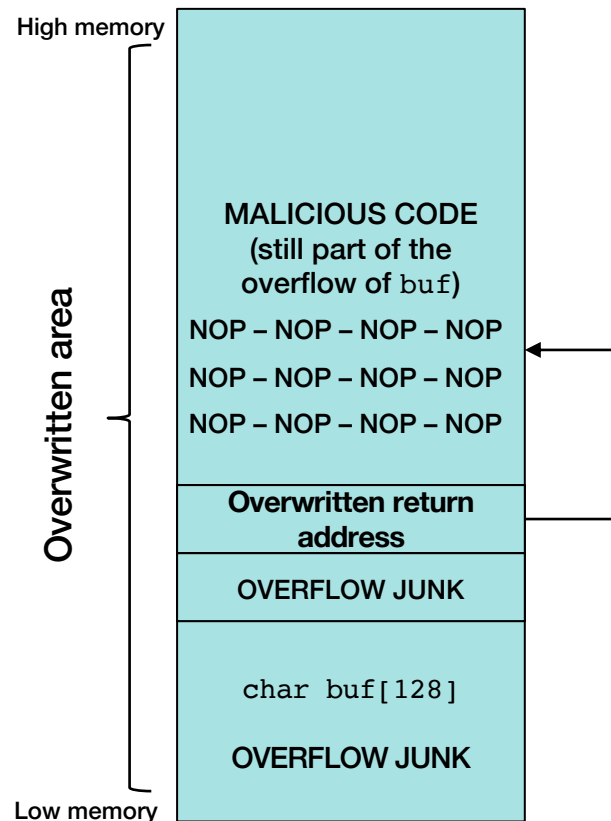 High memory
Overwritten area
MALICIOUS CODE
(still part of the
overflow of buf)
NOP – NOP – NOP – NOP
NOP – NOP – NOP – NOP
NOP – NOP – NOP – NOP
Overwritten return
address
OVERFLOW JUNK
char buf[128]
OVERFLOW JUNK
Low memory